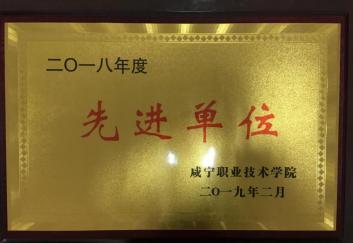 二〇一八年度
先进单位
咸宁职业技术学院
二〇一九年二月